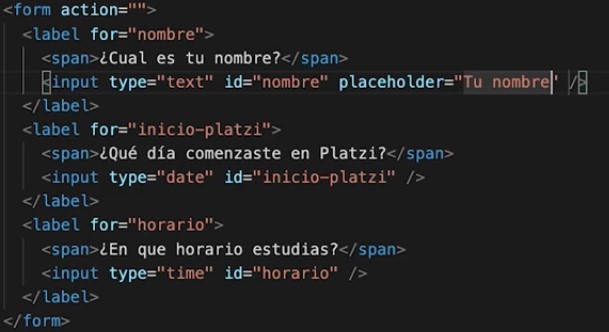 <form action="">
<label for="nombre">
<span>¿Cual es tu nombre?</span>
<input type="text" id="nombre" placeholder="Tu nombre" />
</label>
<label for="inicio-platzi">
<span>¿Qué día comenzaste en Platzi?</span>
<input type="date" id="inicio-platzi" />
</label>
<label for="horario">
<span>¿En que horario estudias?</span>
<input type="time" id="horario" />
</label>
</form>